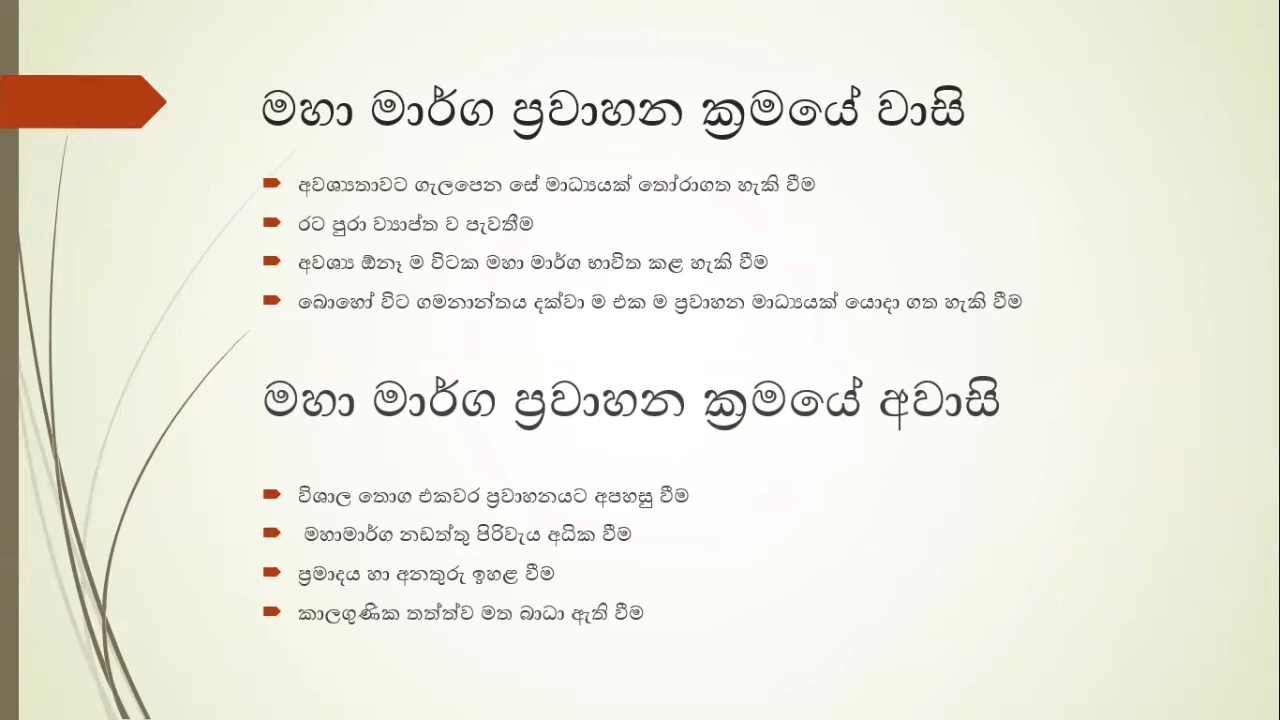 මහා මාර්ග ප්‍රවාහන ක්‍රමයේ වාසි
අවශ්‍යතාවට ගැලපෙන සේ මාධ්‍යයක් තෝරාගත හැකි වීම
රට පුරා ව්‍යාප්ත ව පැවතීම
අවශ්‍ය ඕනෑ ම විටක මහා මාර්ග භාවිත කළ හැකි වීම
බොහෝ විට ගමනාන්තය දක්වා ම එක ම ප්‍රවාහන මාධ්‍යයක් යොදා ගත හැකි වීම
මහා මාර්ග ප්‍රවාහන ක්‍රමයේ අවාසි
විශාල තොග එකවර ප්‍රවාහනයට අපහසු වීම
මහාමාර්ග නඩත්තු පිරිවැය අධික වීම
ප්‍රමාදය හා අනතුරු ඉහළ වීම
කාලගුණික තත්ත්ව මත බාධා ඇති වීම